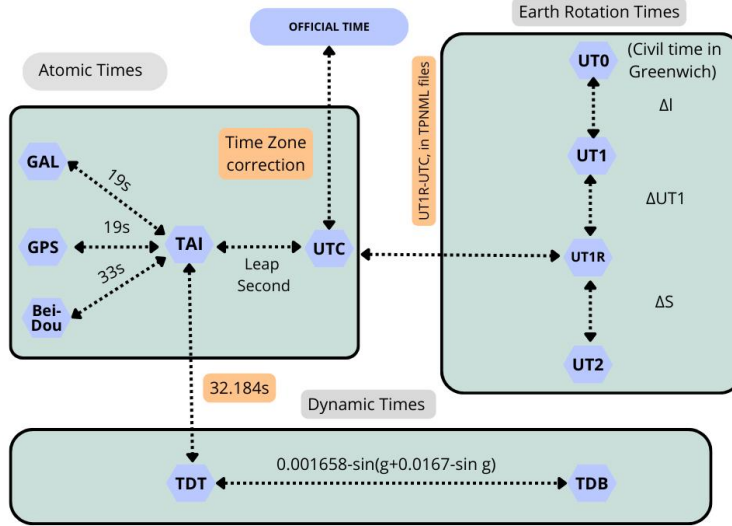 Earth Rotation Times
OFFICIAL TIME
UT0
(Civil time in
Greenwich)
Atomic Times
UT1R-UTC, in TPNML files
ΔI
Time Zone
correction
GAL
19s
UT1
ΔUT1
GPS
19s
TAI
UTC
UT1R
33s
Leap
Second
Bei-
Dou
ΔS
UT2
32.184s
Dynamic Times
0.001658-sin(g+0.0167-sin g)
TDT
TDB